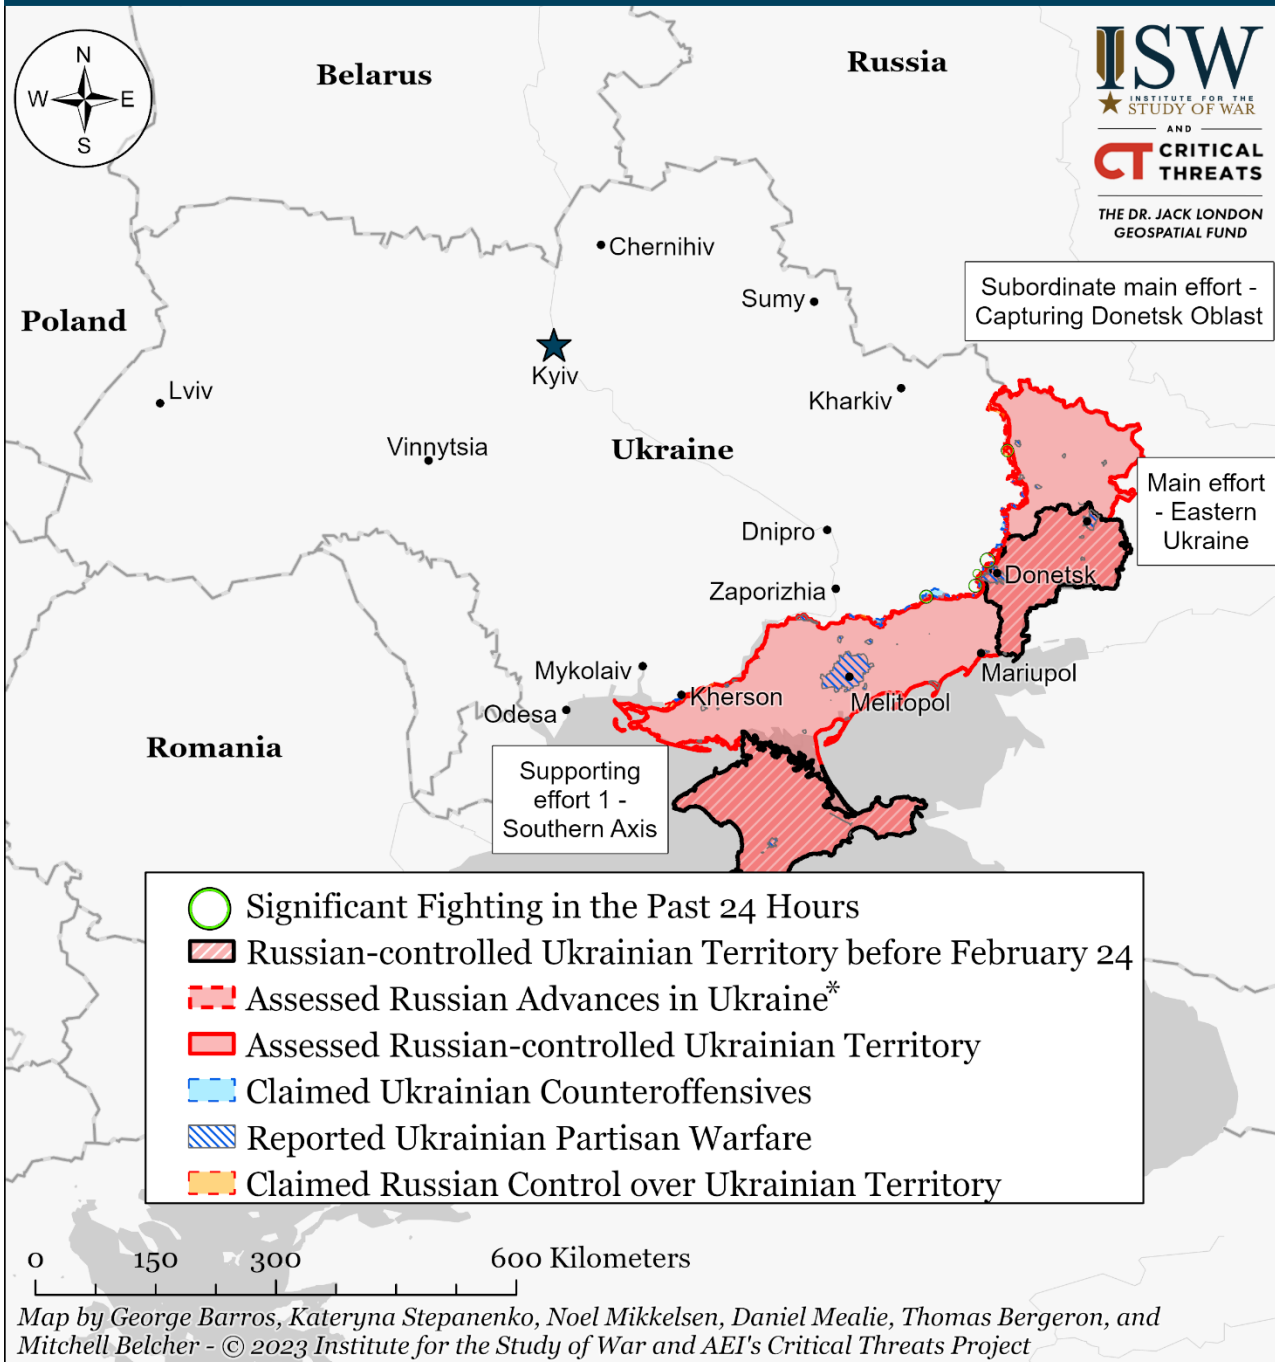 N
W
E
S
Belarus
Russia
ISW
INSTITUTE FOR THE
STUDY OF WAR
AND
CT CRITICAL
THREATS
THE DR. JACK LONDON
GEOSPATIAL FUND
Chernihiv
Subordinate main effort -
Capturing Donetsk Oblast
Sumy
Poland
Kyiv
Lviv
Kharkiv
Vinnytsia
Ukraine
Main effort
- Eastern
Ukraine
Dnipro
Donetsk
Zaporizhia
Mykolaiv
Mariupol
Kherson
Melitopol
Odesa
Romania
Supporting
effort 1 -
Southern Axis
Significant Fighting in the Past 24 Hours
Russian-controlled Ukrainian Territory before February 24
Assessed Russian Advances in Ukraine*
Assessed Russian-controlled Ukrainian Territory
Claimed Ukrainian Counteroffensives
Reported Ukrainian Partisan Warfare
Claimed Russian Control over Ukrainian Territory
0 150 300 600 Kilometers
Map by George Barros, Kateryna Stepanenko, Noel Mikkelsen, Daniel Mealie, Thomas Bergeron, and
Mitchell Belcher - © 2023 Institute for the Study of War and AEI's Critical Threats Project